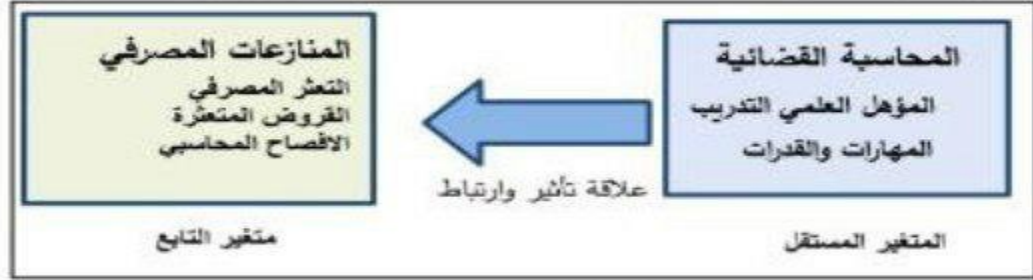 المحاسبة القضائية
المؤهل العلمي التدريب
المهارات والقدرات
المتغير المستقل
علاقة تأثير وارتباط
المنازعات المصرفي
التعثر المصرفي
القروض المتعثرة
الافصاح المحاسبي
متغير التابع